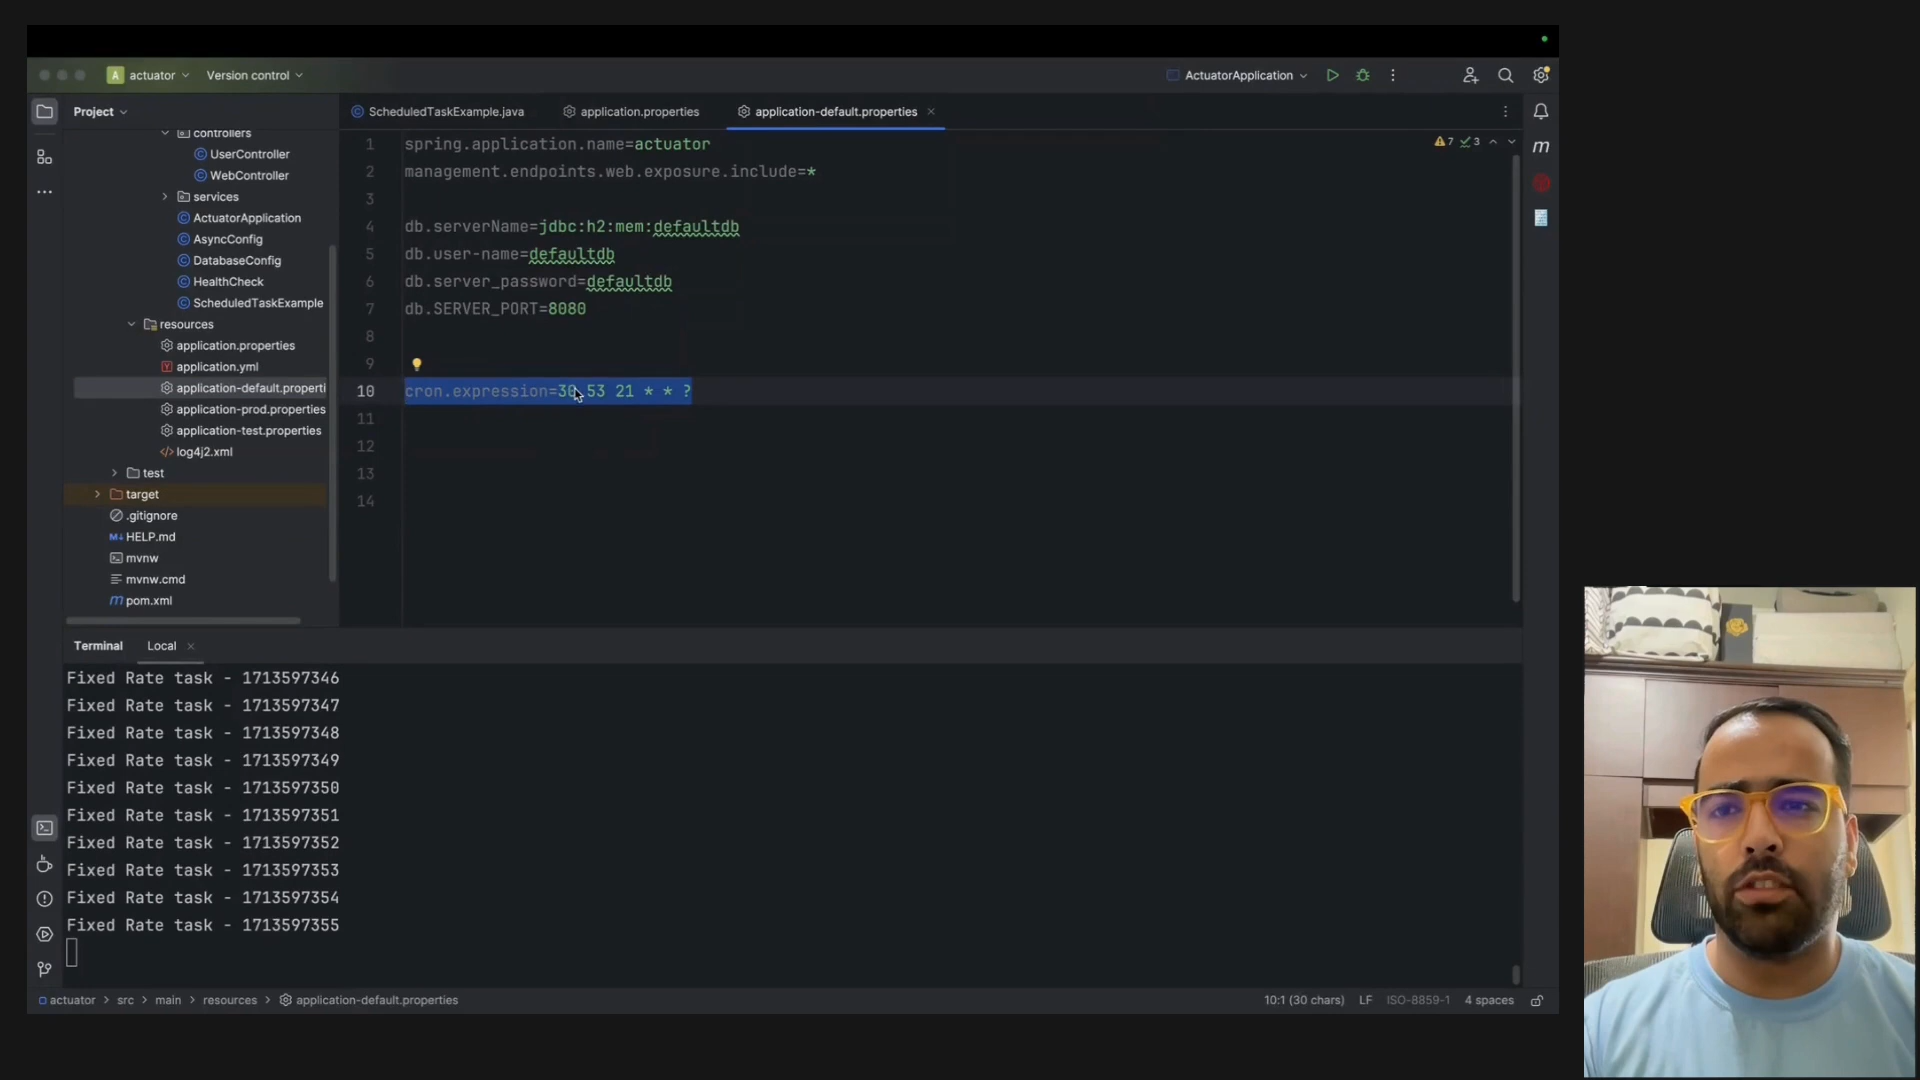 A actuator Version control ActuatorApplication
Project
controllers
UserController
WebController
services
ActuatorApplication
AsyncConfig
DatabaseConfig
HealthCheck
ScheduledTaskExample
resources
application.properties
application.yml
application-default.properti
application-prod.properties
application-test.properties
log4j2.xml
test
target
.gitignore
HELP.md
mvnw
mvnw.cmd
pom.xml
ScheduledTaskExample.java application.properties application-default.properties
7 3
1 spring.application.name=actuator
2 management.endpoints.web.exposure.include=*
3
4 db.serverName=jdbc:h2:mem:defaultdb
5 db.user-name=defaultdb
6 db.server_password=defaultdb
7 db.SERVER_PORT=8080
8
9
10 cron.expression=30 53 21 * * ?
11
12
13
14
Terminal Local
Fixed Rate task - 1713597346
Fixed Rate task - 1713597347
Fixed Rate task - 1713597348
Fixed Rate task - 1713597349
Fixed Rate task - 1713597350
Fixed Rate task - 1713597351
Fixed Rate task - 1713597352
Fixed Rate task - 1713597353
Fixed Rate task - 1713597354
Fixed Rate task - 1713597355
actuator > src > main > resources > application-default.properties 10:1 (30 chars) LF ISO-8859-1 4 spaces